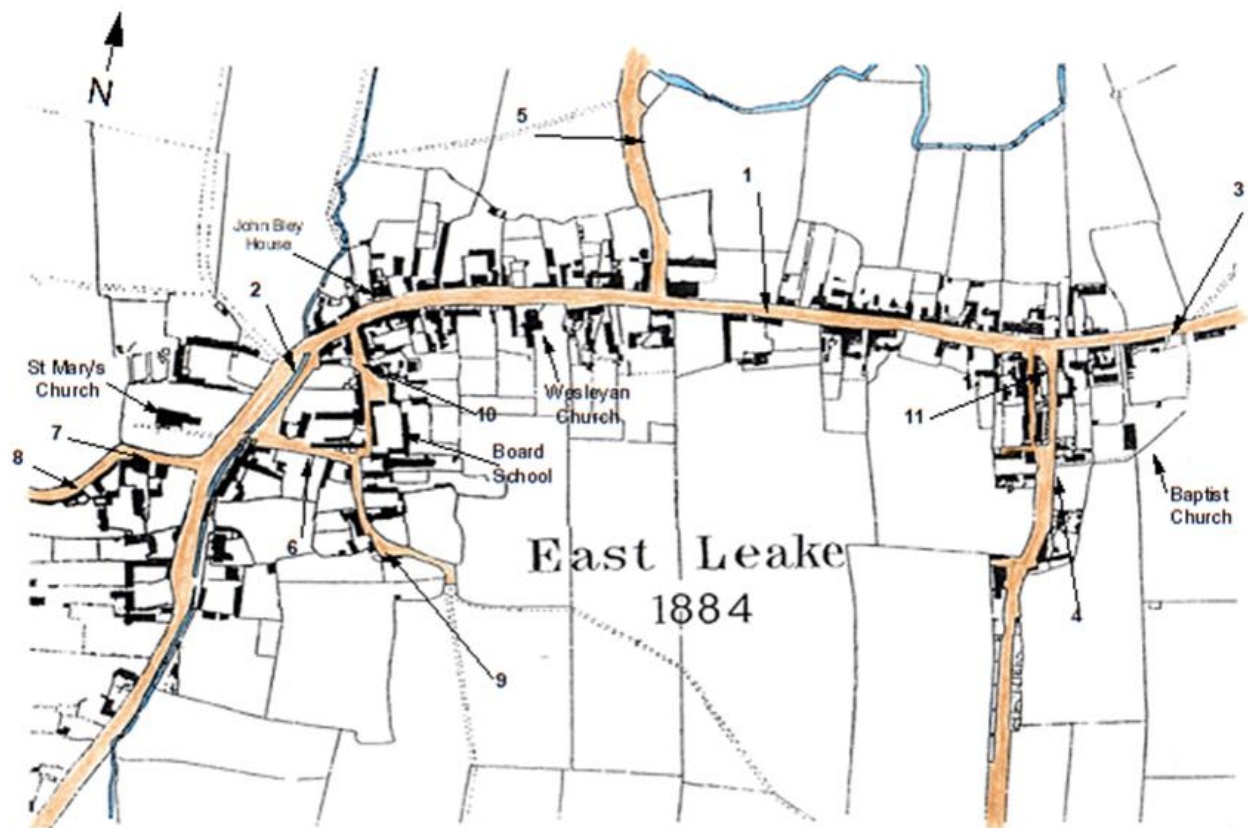 N
5
1
3
John Bley
House
2
St Mary's
Church
7
8
10
Wesleyan
Church
11
Board
School
Baptist
Church
6
East Leake
1884
4
9